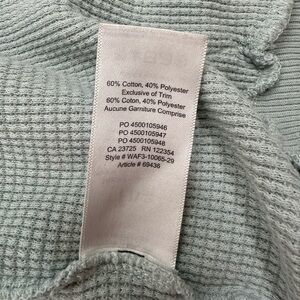 60% Cotton, 40% Polyester
Exclusive of Trim
60% Coton, 40% Polyester
Aucune Garniture Comprise
PO 4500105946
PO 4500105947
PO 4500105948
CA 23725 RN 122354
Style # WAF3-10065-29
Article # 69436